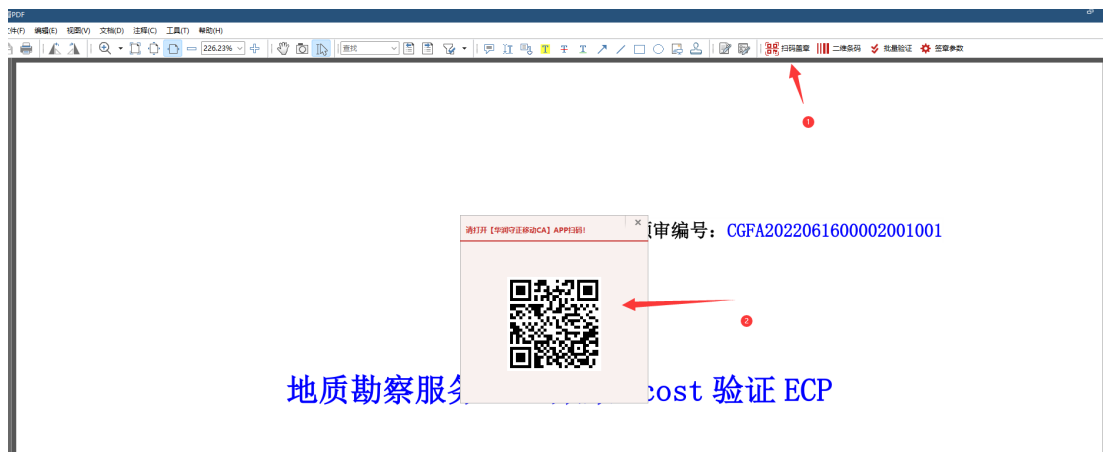 PDF
文件(F) 编辑(E) 视图(V) 文档(D) 注释(C) 工具(T) 帮助(H)
226.23% 查找 扫码盖章 二维条码 批量验证 签章参数
1
请打开【华润守正移动CA】APP扫码!
审编号：CGFA2022061600002001001
2
地质勘察服 cost 验证 ECP